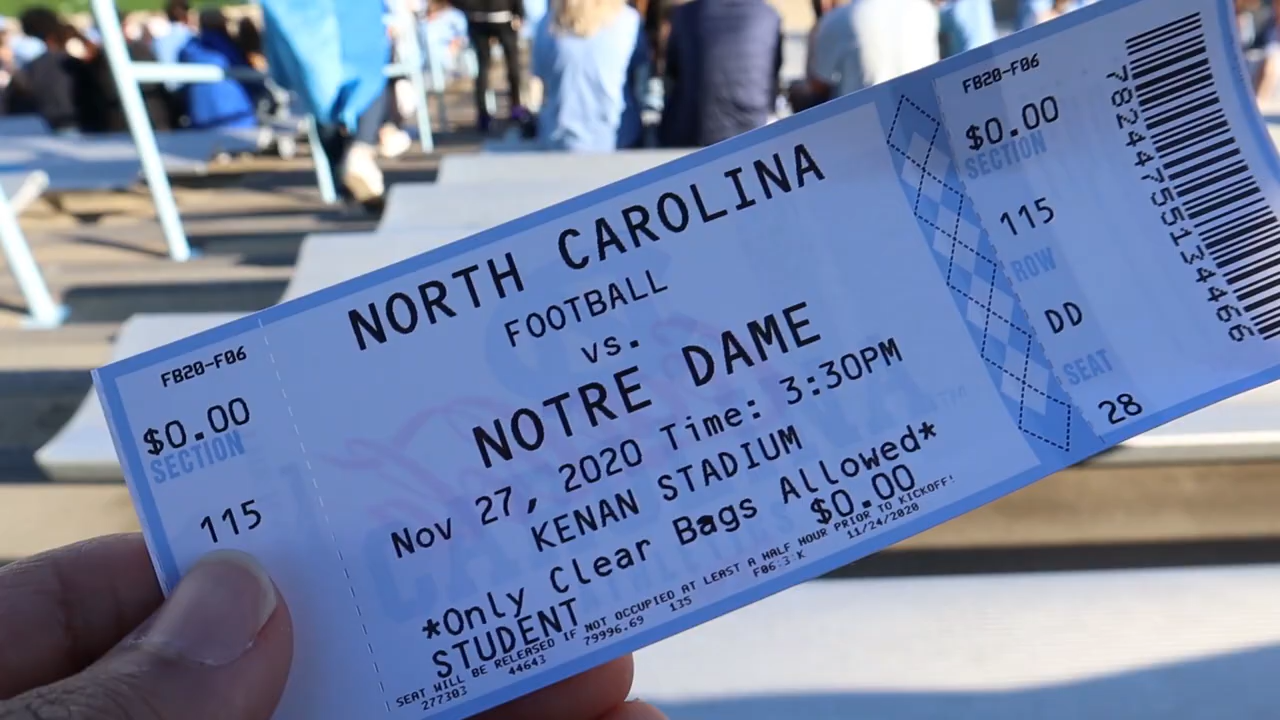 FB20-F06
$0.00
SECTION
115
NORTH CAROLINA
FOOTBALL
vs.
NOTRE DAME
Nov 27, 2020 Time: 3:30PM
KENAN STADIUM
*Only Clear Bags Allowed*
STUDENT $0.00
SEAT WILL BE RELEASED IF NOT OCCUPIED AT LEAST A HALF HOUR PRIOR TO KICKOFF!
277303 44643 79996.69 135 F06:3:K 11/24/2020
FB20-F06
$0.00
SECTION
115
ROW
DD
SEAT
28
78244755134466